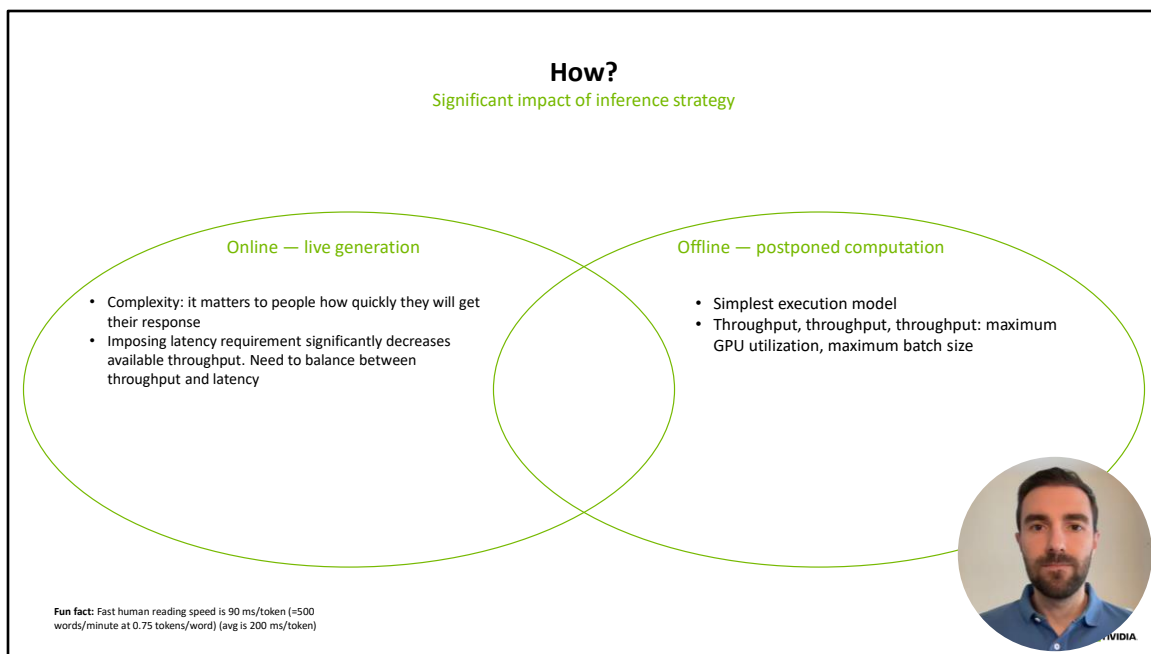 How?
Significant impact of inference strategy
Online — live generation
• Complexity: it matters to people how quickly they will get
their response
• Imposing latency requirement significantly decreases
available throughput. Need to balance between
throughput and latency
Offline — postponed computation
• Simplest execution model
• Throughput, throughput, throughput: maximum
GPU utilization, maximum batch size
Fun fact: Fast human reading speed is 90 ms/token (=500
words/minute at 0.75 tokens/word) (avg is 200 ms/token)